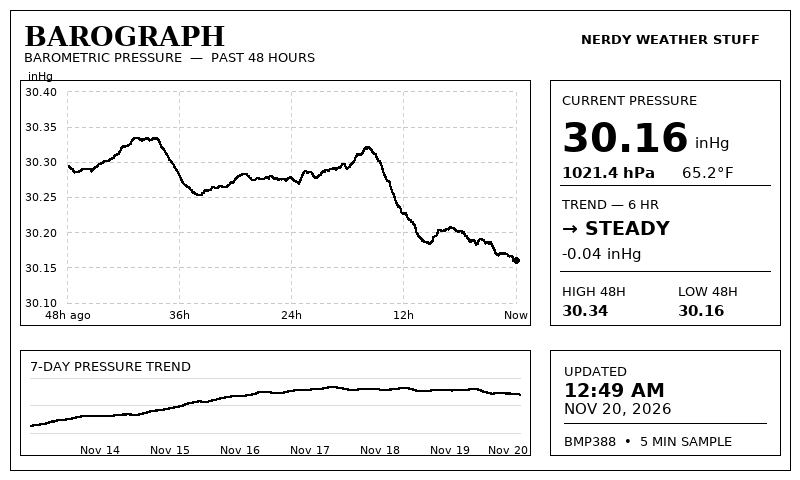 BAROGRAPH
BAROMETRIC PRESSURE — PAST 48 HOURS
NERDY WEATHER STUFF
inHg
30.40
30.35
30.30
30.25
30.20
30.15
30.10
48h ago 36h 24h 12h Now
CURRENT PRESSURE
30.16 inHg
1021.4 hPa 65.2°F
TREND — 6 HR
→ STEADY
-0.04 inHg
HIGH 48H LOW 48H
30.34 30.16
7-DAY PRESSURE TREND
Nov 14 Nov 15 Nov 16 Nov 17 Nov 18 Nov 19 Nov 20
UPDATED
12:49 AM
NOV 20, 2026
BMP388 • 5 MIN SAMPLE